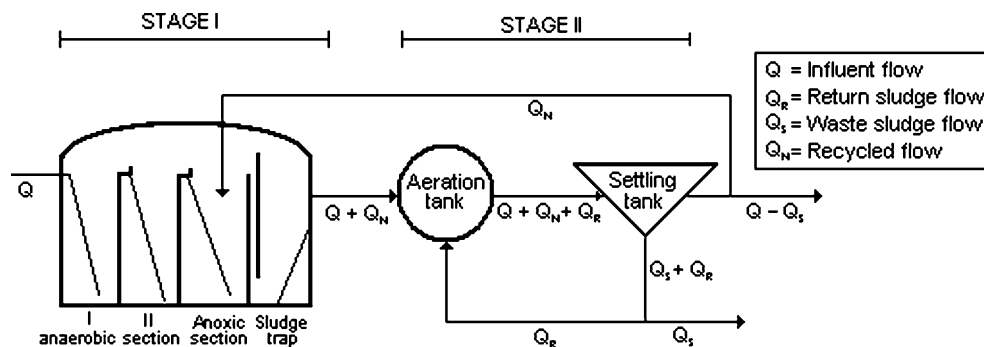 STAGE I
STAGE II
Q = Influent flow
Q_R = Return sludge flow
Q_S = Waste sludge flow
Q_N = Recycled flow
Q_N
Q
Aeration
tank
Settling
tank
Q + Q_N
Q + Q_N + Q_R
Q – Q_S
Q_S + Q_R
I
anaerobic
II
section
Anoxic
section
Sludge
trap
Q_R
Q_S